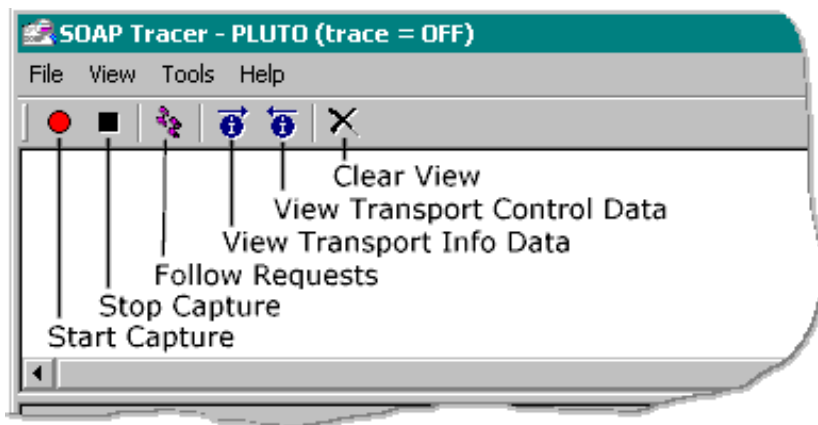 SOAP Tracer - PLUTO (trace = OFF)
File View Tools Help
Clear View
View Transport Control Data
View Transport Info Data
Follow Requests
Stop Capture
Start Capture